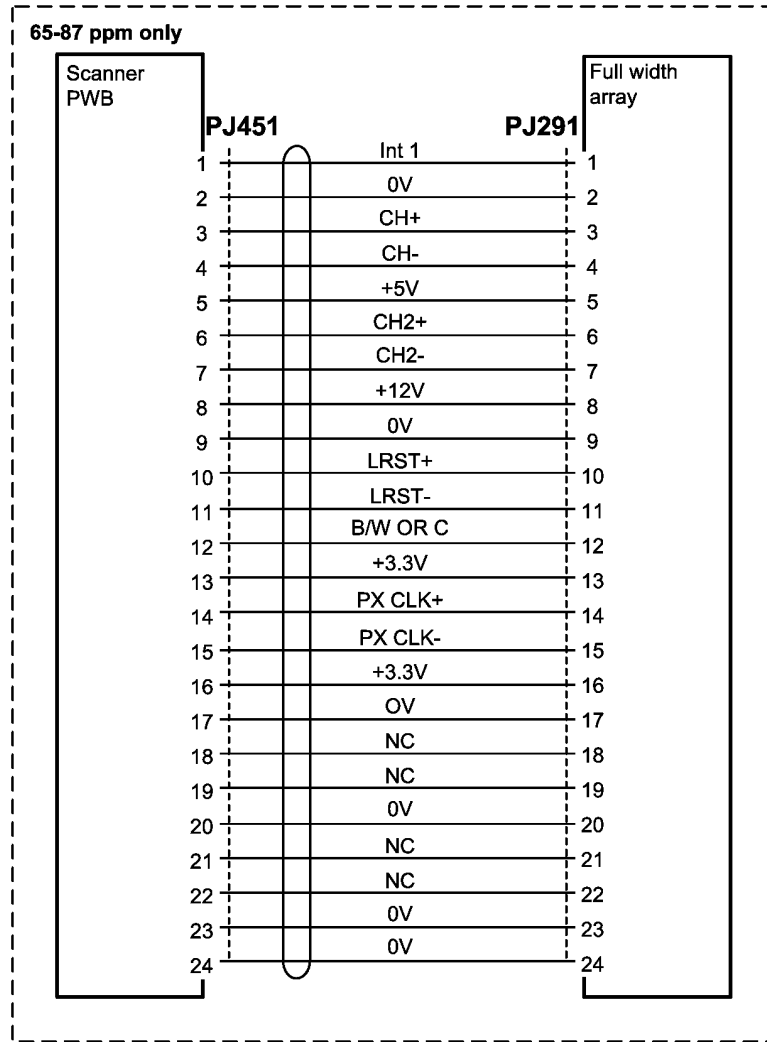 65-87 ppm only
Scanner
PWB
Full width
array
PJ451 PJ291
1 Int 1 1
2 0V 2
3 CH+ 3
4 CH- 4
5 +5V 5
6 CH2+ 6
7 CH2- 7
8 +12V 8
9 0V 9
10 LRST+ 10
11 LRST- 11
12 B/W OR C 12
13 +3.3V 13
14 PX CLK+ 14
15 PX CLK- 15
16 +3.3V 16
17 OV 17
18 NC 18
19 NC 19
20 0V 20
21 NC 21
22 NC 22
23 0V 23
24 0V 24